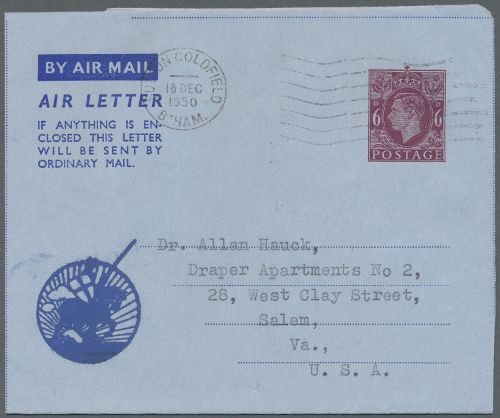 BY AIR MAIL
AIR LETTER
IF ANYTHING IS EN-
CLOSED THIS LETTER
WILL BE SENT BY
ORDINARY MAIL.
SUTTON COLDFIELD
18 DEC
1950
B'HAM.
6 D
D 6
POSTAGE
Dr. Allan Hauck,
Draper Apartments No 2,
28, West Clay Street,
Salem,
Va.,
U. S. A.